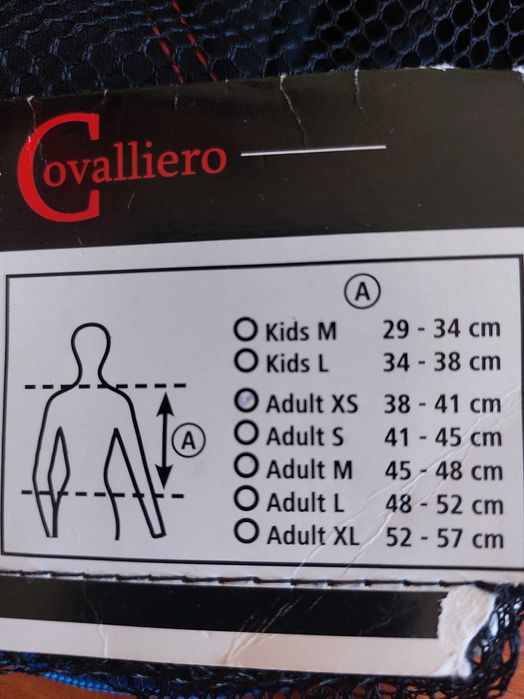 Covalliero
A
Kids M 29 - 34 cm
Kids L 34 - 38 cm
Adult XS 38 - 41 cm
A
Adult S 41 - 45 cm
Adult M 45 - 48 cm
Adult L 48 - 52 cm
Adult XL 52 - 57 cm